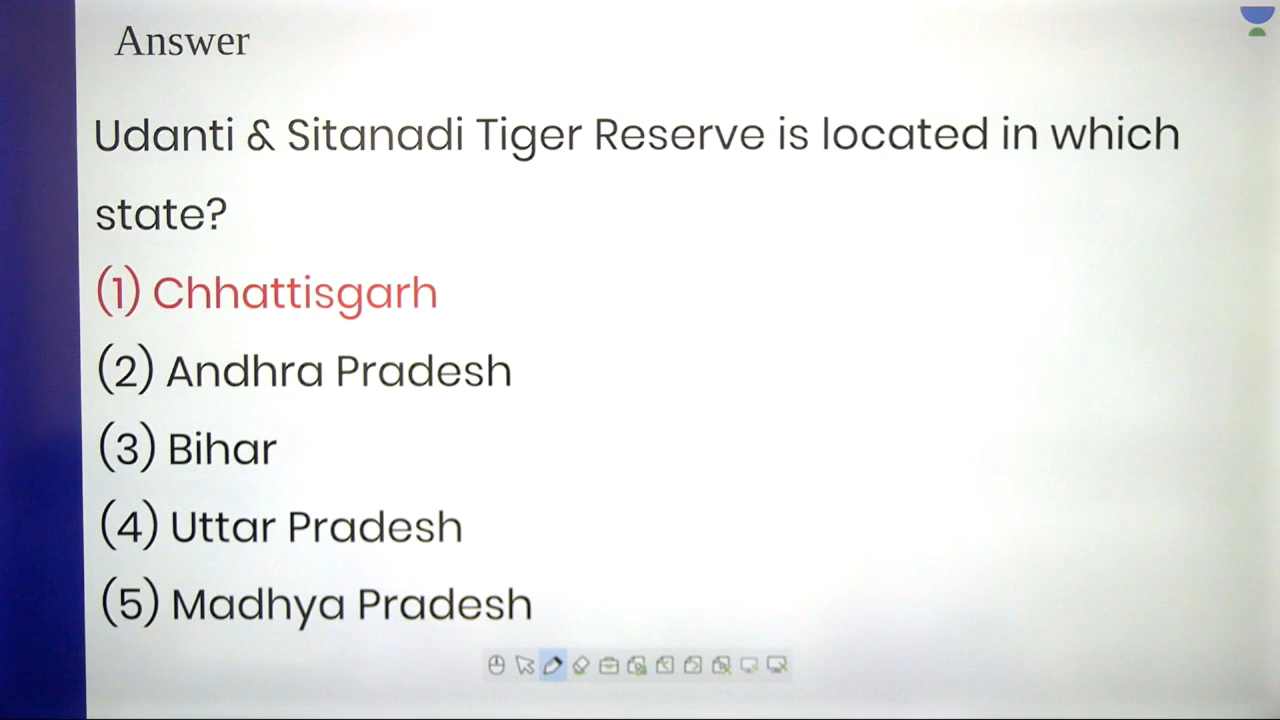 Answer
Udanti & Sitanadi Tiger Reserve is located in which
state?
(1) Chhattisgarh
(2) Andhra Pradesh
(3) Bihar
(4) Uttar Pradesh
(5) Madhya Pradesh